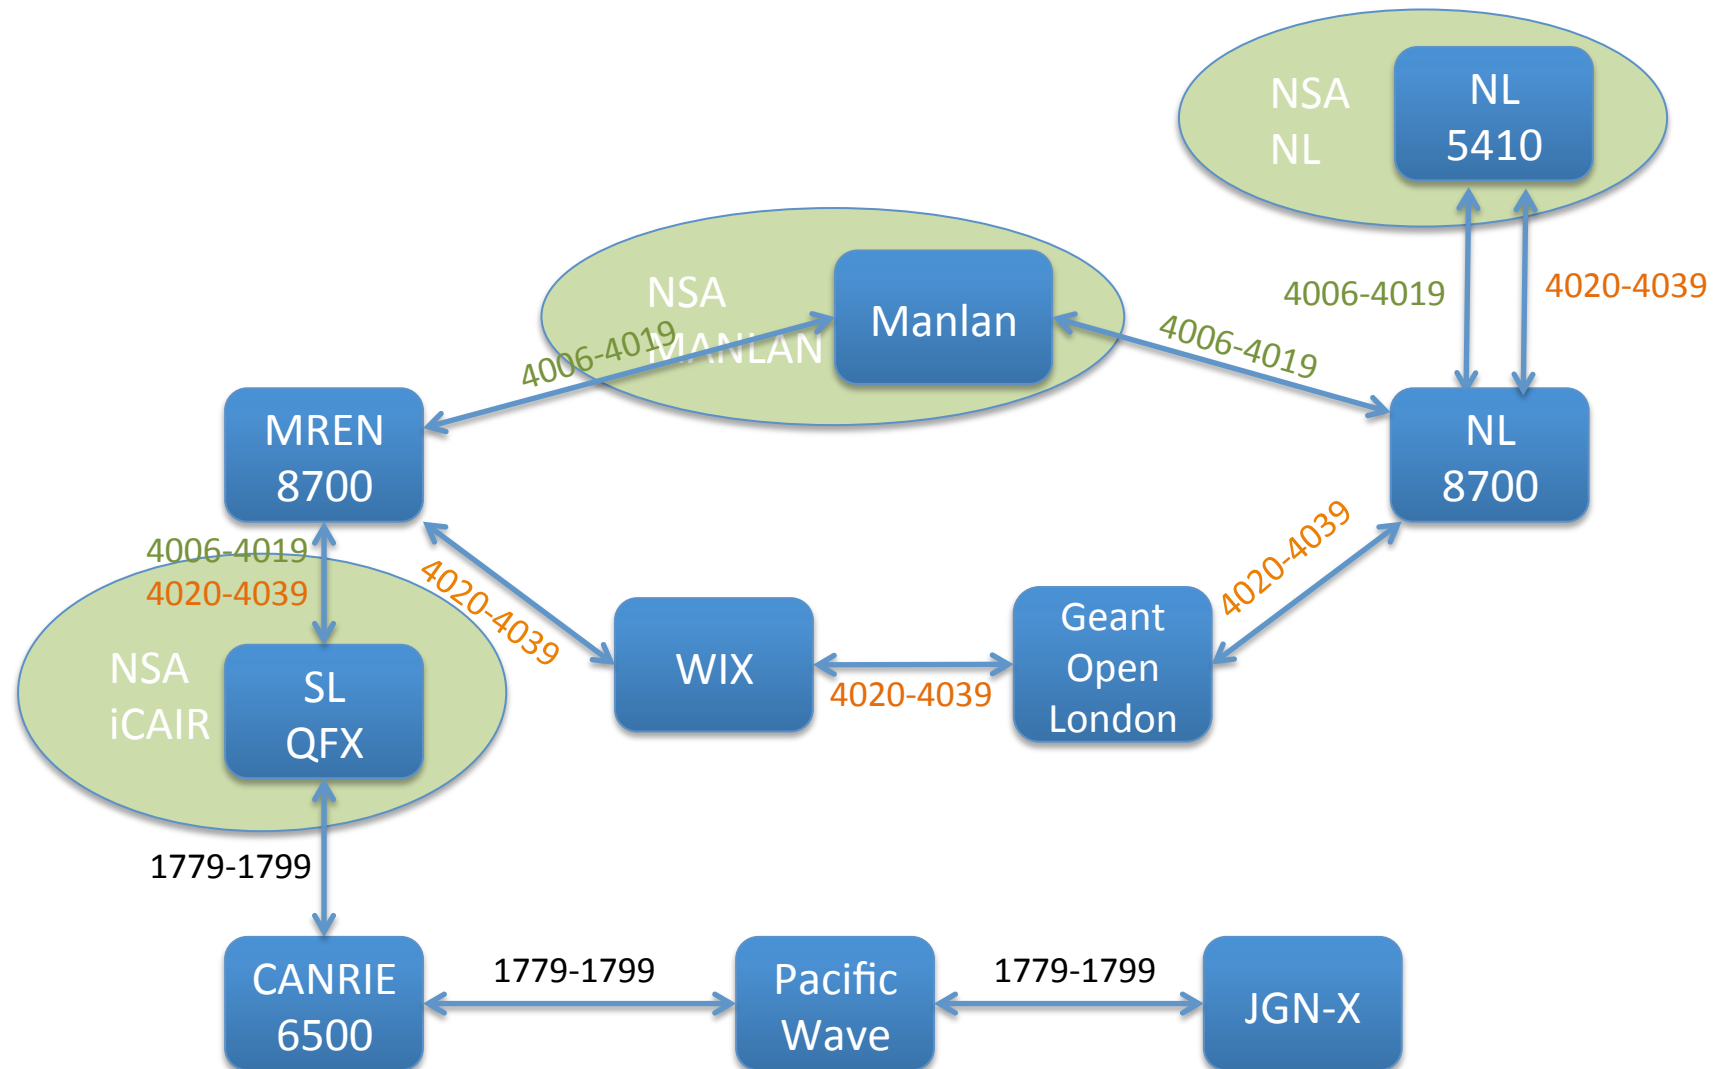 NSA
NL
NL
5410
4006-4019
4020-4039
NSA
MANLAN
Manlan
4006-4019
4006-4019
MREN
8700
NL
8700
4006-4019
4020-4039
4020-4039
4020-4039
NSA
iCAIR
SL
QFX
WIX
4020-4039
Geant
Open
London
1779-1799
CANRIE
6500
1779-1799
Pacific
Wave
1779-1799
JGN-X